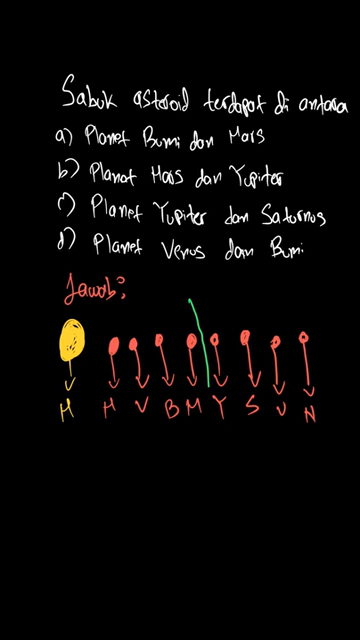 Sabuk asteroid terdapat di antara
a) Planet Bumi dan Mars
b) Planet Mars dan Yupiter
c) Planet Yupiter dan Saturnus
d) Planet Venus dan Bumi
Jawab:
M M V B M Y S U N